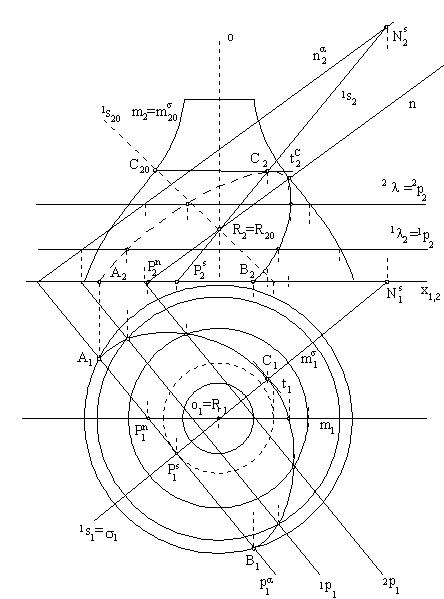 o
N₂ˢ
n₂ᵅ
¹s₂
n
¹s₂₀
m₂=m₂₀ᵟ
C₂₀
C₂
t₂ᶜ
²λ=²p₂
R₂=R₂₀
¹λ₂=¹p₂
A₂
P₂ⁿ
P₂ˢ
B₂
x₁,₂
N₁ˢ
A₁
C₁
m₁ᵟ
t₁
o₁=R₁
m₁
P₁ⁿ
P₁ˢ
¹s₁=σ₁
B₁
p₁ᵅ
¹p₁
²p₁